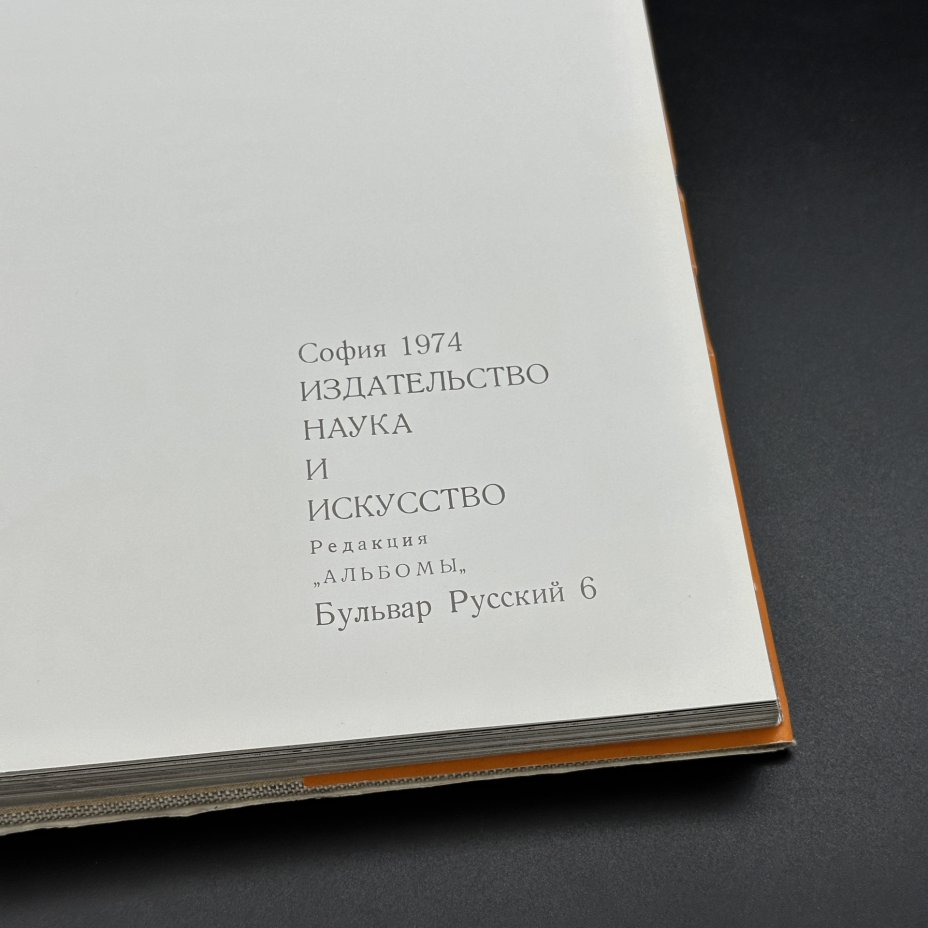 София 1974
ИЗДАТЕЛЬСТВО
НАУКА
И
ИСКУССТВО
Редакция
„АЛЬБОМЫ„
Бульвар Русский 6